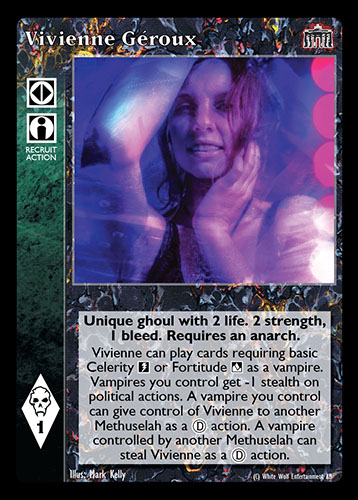 Vivienne Géroux
RECRUIT
ACTION
Unique ghoul with 2 life. 2 strength,
1 bleed. Requires an anarch.
Vivienne can play cards requiring basic
Celerity or Fortitude as a vampire.
Vampires you control get -1 stealth on
political actions. A vampire you control
can give control of Vivienne to another
Methuselah as a Ⓓ action. A vampire
controlled by another Methuselah can
steal Vivienne as a Ⓓ action.
1
Illus: Mark Kelly
(C) White Wolf Entertainment AB